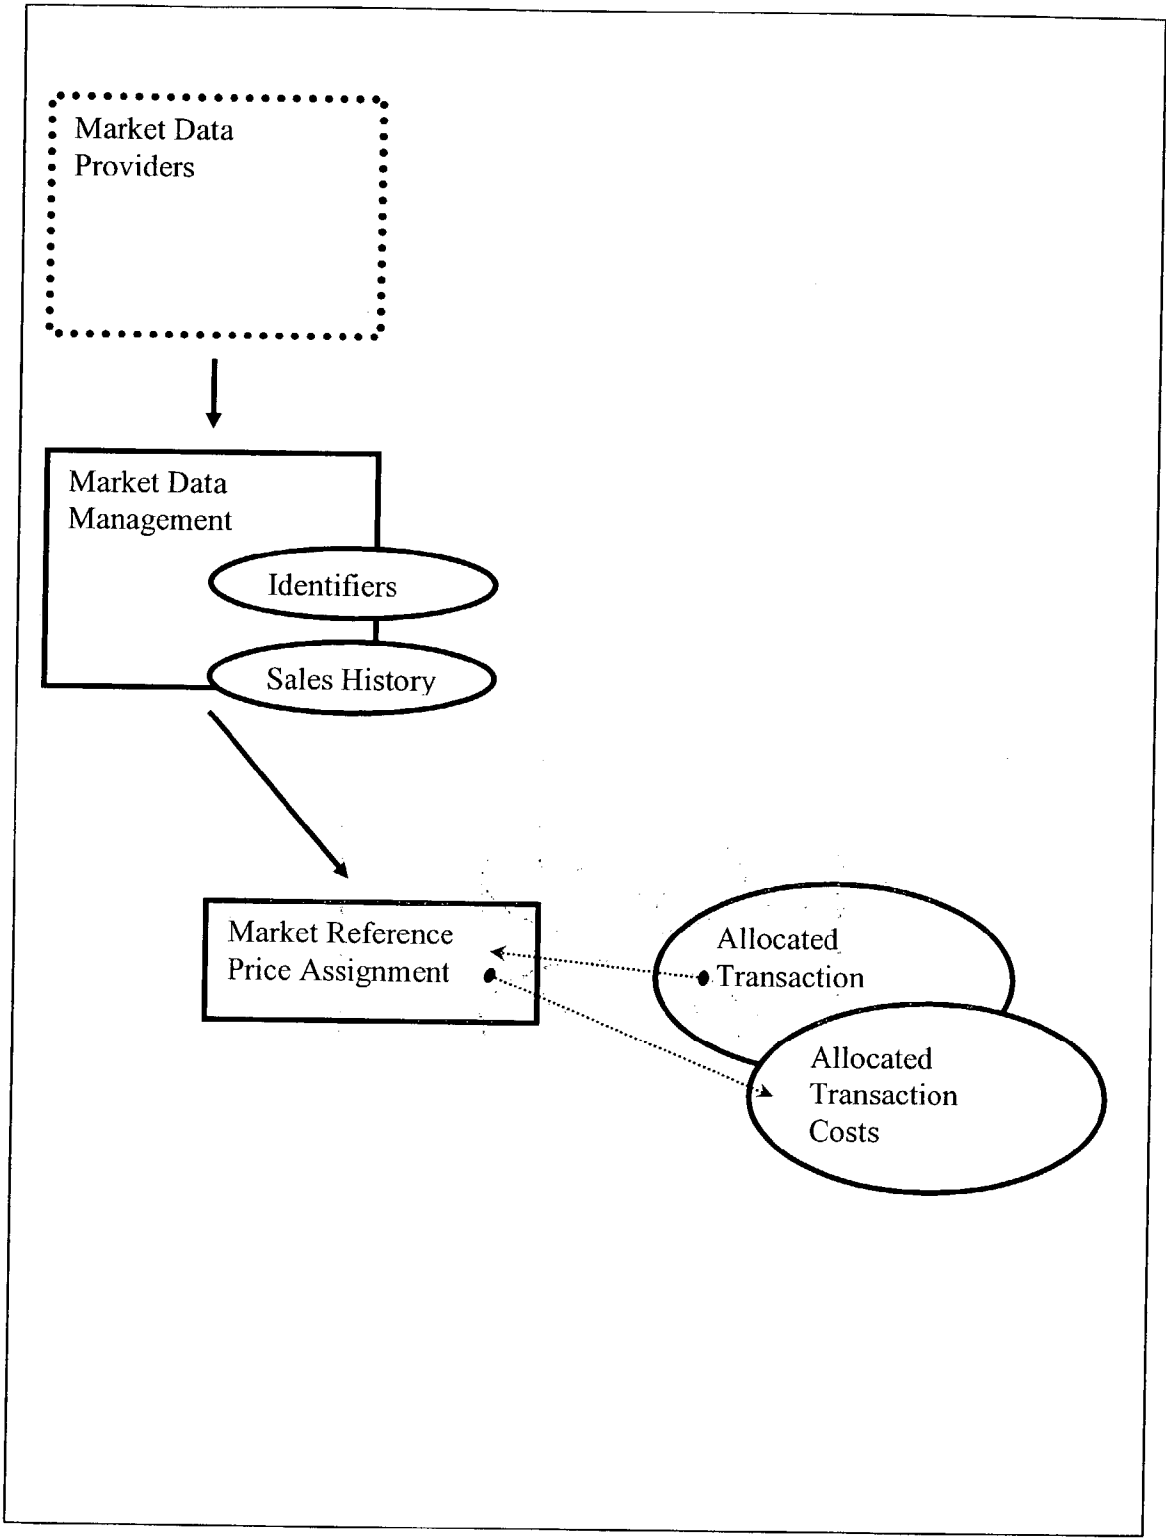 Market Data
Providers
Market Data
Management
Identifiers
Sales History
Market Reference
Price Assignment
Allocated
Transaction
Allocated
Transaction
Costs